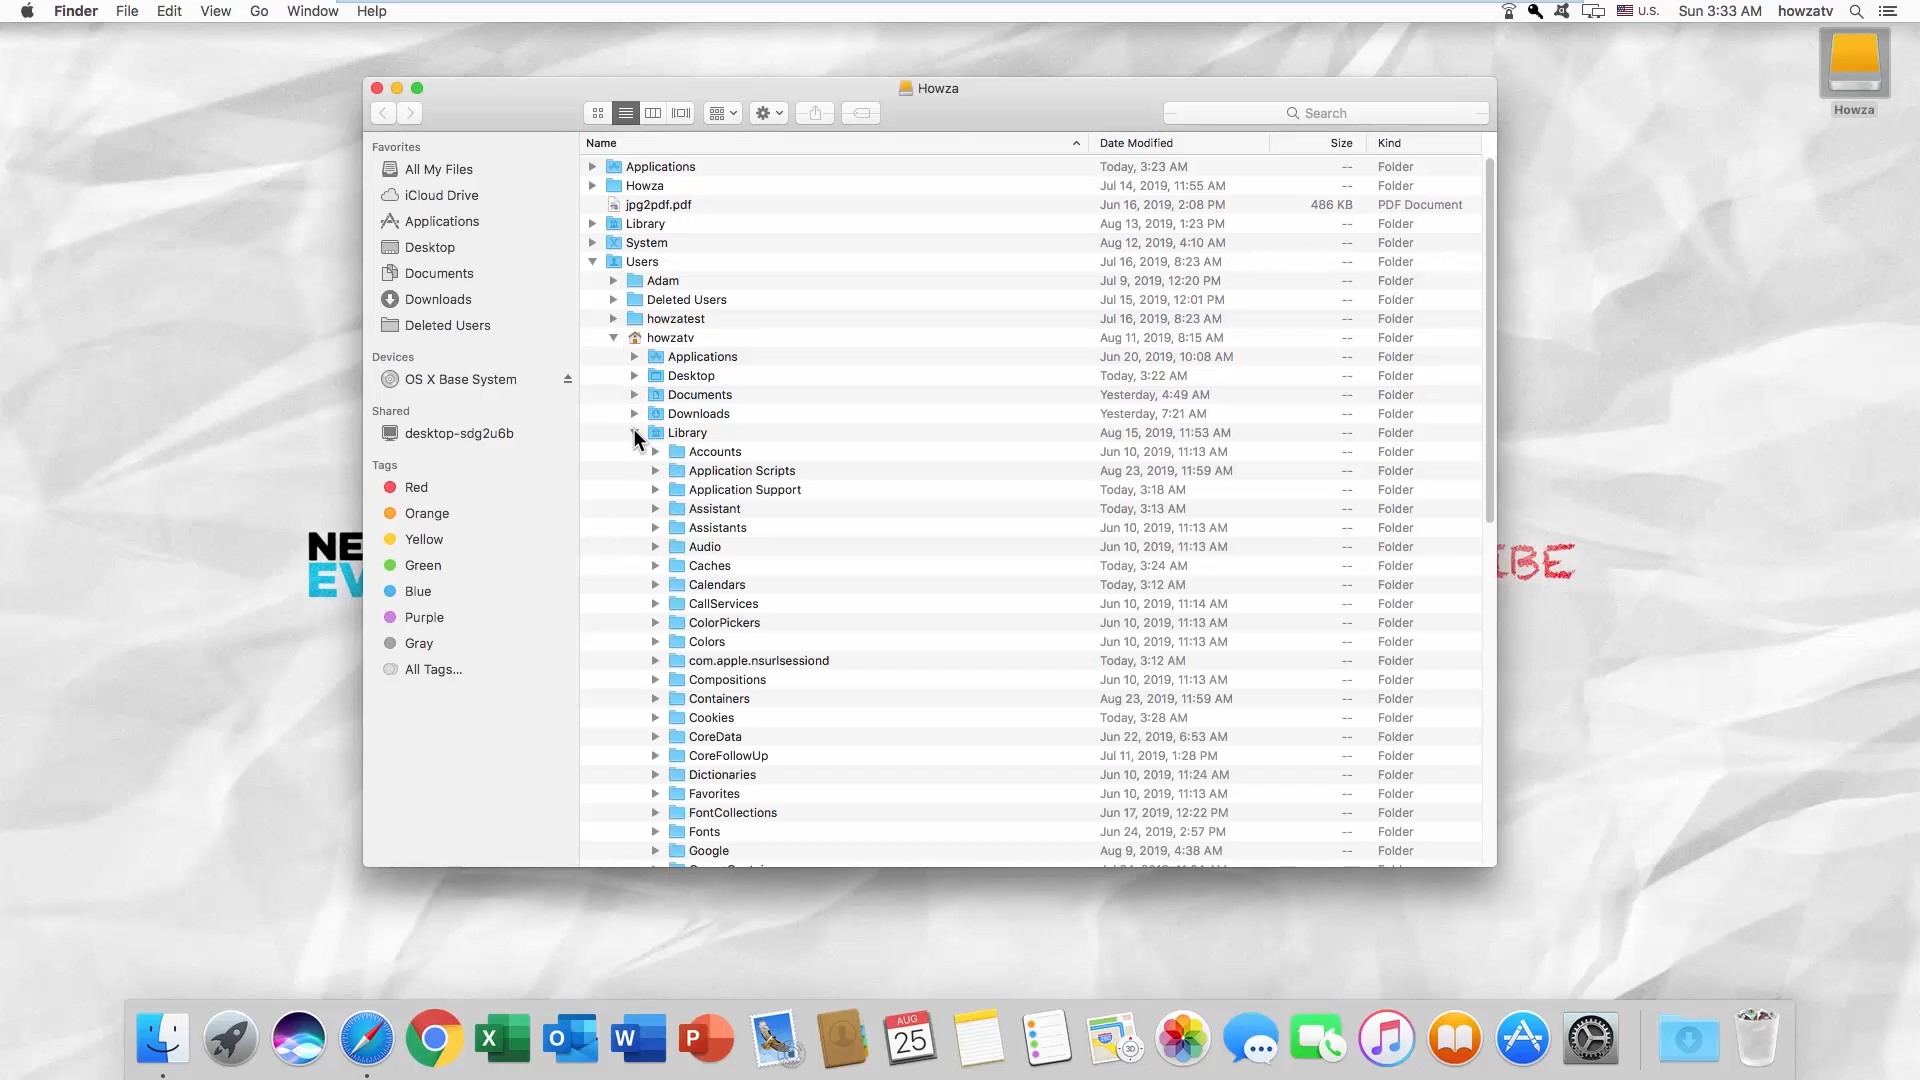 Finder File Edit View Go Window Help U.S. Sun 3:33 AM howzatv
Howza
Howza
Search
Favorites
All My Files
iCloud Drive
Applications
Desktop
Documents
Downloads
Deleted Users
Devices
OS X Base System
Shared
desktop-sdg2u6b
Tags
Red
Orange
Yellow
Green
Blue
Purple
Gray
All Tags...
Name Date Modified Size Kind
Applications Today, 3:23 AM -- Folder
Howza Jul 14, 2019, 11:55 AM -- Folder
jpg2pdf.pdf Jun 16, 2019, 2:08 PM 486 KB PDF Document
Library Aug 13, 2019, 1:23 PM -- Folder
System Aug 12, 2019, 4:10 AM -- Folder
Users Jul 16, 2019, 8:23 AM -- Folder
Adam Jul 9, 2019, 12:20 PM -- Folder
Deleted Users Jul 15, 2019, 12:01 PM -- Folder
howzatest Jul 16, 2019, 8:23 AM -- Folder
howzatv Aug 11, 2019, 8:15 AM -- Folder
Applications Jun 20, 2019, 10:08 AM -- Folder
Desktop Today, 3:22 AM -- Folder
Documents Yesterday, 4:49 AM -- Folder
Downloads Yesterday, 7:21 AM -- Folder
Library Aug 15, 2019, 11:53 AM -- Folder
Accounts Jun 10, 2019, 11:13 AM -- Folder
Application Scripts Aug 23, 2019, 11:59 AM -- Folder
Application Support Today, 3:18 AM -- Folder
Assistant Today, 3:13 AM -- Folder
Assistants Jun 10, 2019, 11:13 AM -- Folder
Audio Jun 10, 2019, 11:13 AM -- Folder
Caches Today, 3:24 AM -- Folder
Calendars Today, 3:12 AM -- Folder
CallServices Jun 10, 2019, 11:14 AM -- Folder
ColorPickers Jun 10, 2019, 11:13 AM -- Folder
Colors Jun 10, 2019, 11:13 AM -- Folder
com.apple.nsurlsessiond Today, 3:12 AM -- Folder
Compositions Jun 10, 2019, 11:13 AM -- Folder
Containers Aug 23, 2019, 11:59 AM -- Folder
Cookies Today, 3:28 AM -- Folder
CoreData Jun 22, 2019, 6:53 AM -- Folder
CoreFollowUp Jul 11, 2019, 1:28 PM -- Folder
Dictionaries Jun 10, 2019, 11:24 AM -- Folder
Favorites Jun 10, 2019, 11:13 AM -- Folder
FontCollections Jun 17, 2019, 12:22 PM -- Folder
Fonts Jun 24, 2019, 2:57 PM -- Folder
Google Aug 9, 2019, 4:38 AM -- Folder
NE
EV
IBE
X O W P AUG 25 3D